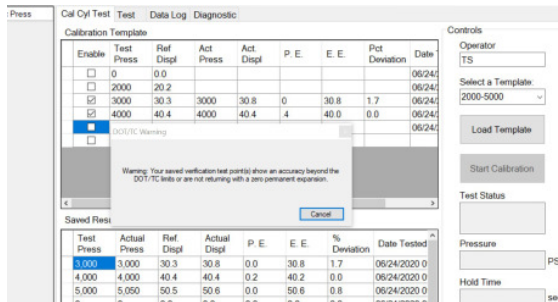 Press
Cal Cyl Test Test Data Log Diagnostic
Calibration Template
Enable Test Press Ref Displ Act Press Act. Displ P. E. E. E. Pct Deviation Date
0 0.0 06/24/
2000 20.2 06/24/
3000 30.3 3000 30.8 0 30.8 1.7 06/24/
4000 40.4 4000 40.4 .4 40.0 0.0 06/24/
06/24/
DOT/TC Warning
Warning: Your saved verification test point(s) show an accuracy beyond the
DOT/TC limits or are not returning with a zero permanent expansion.
Cancel
Saved Resu
Test Press Actual Press Ref. Displ Actual Displ P. E. E. E. % Deviation Date Tested
3,000 3,000 30.3 30.8 0.0 30.8 1.7 06/24/2020 0
4,000 4,000 40.4 40.4 0.2 40.2 0.0 06/24/2020 0
5,000 5,050 50.5 50.6 0.0 50.6 0.8 06/24/2020 0
Controls
Operator
TS
Select a Template:
2000-5000
Load Template
Start Calibration
Test Status
Pressure
PS
Hold Time
se